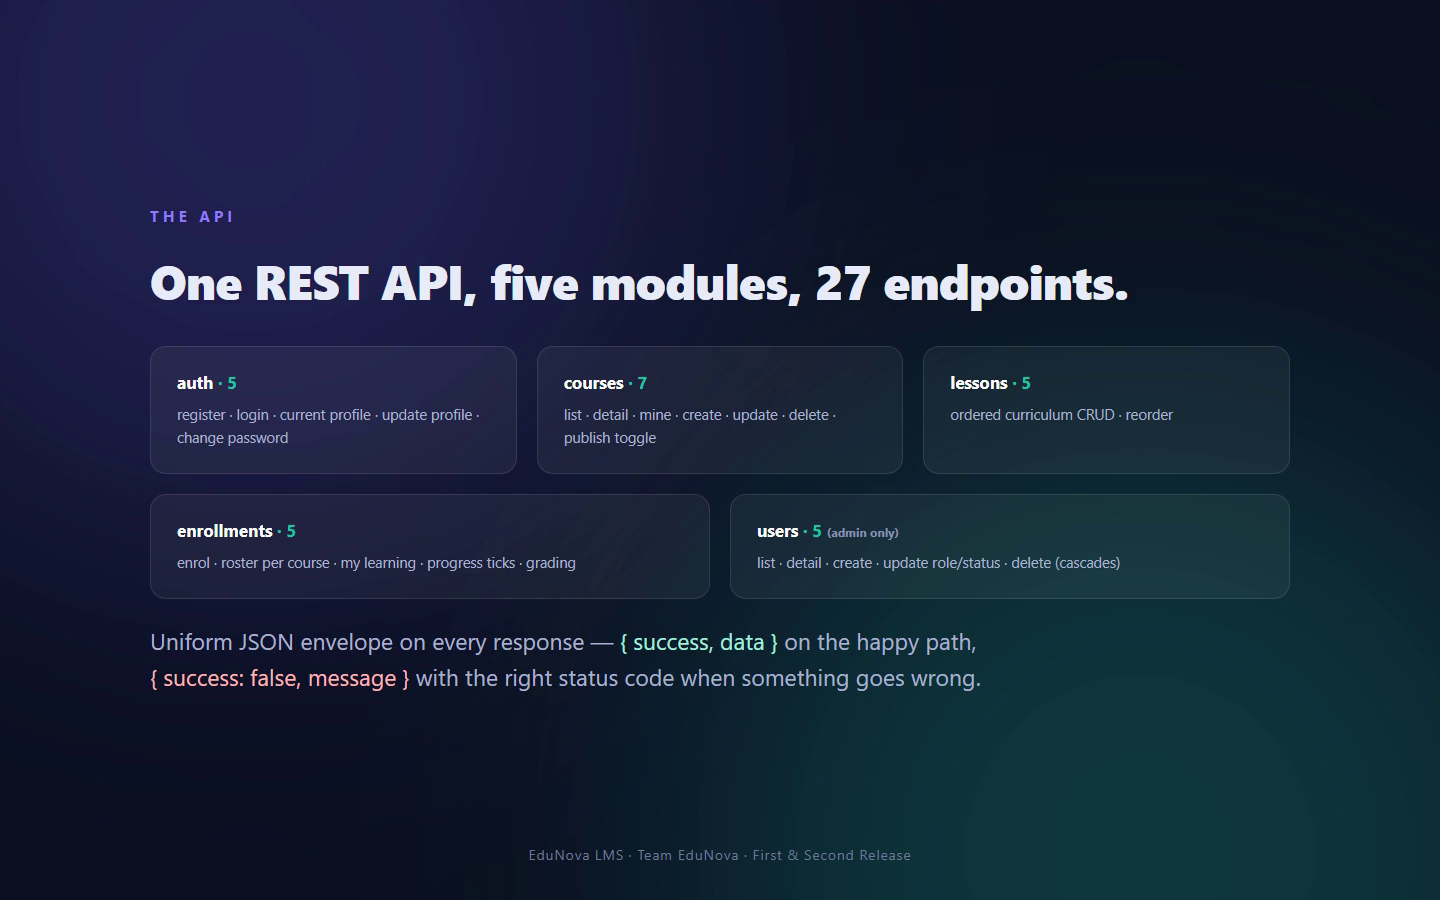 THE API
One REST API, five modules, 27 endpoints.
auth · 5
register · login · current profile · update profile ·
change password
courses · 7
list · detail · mine · create · update · delete ·
publish toggle
lessons · 5
ordered curriculum CRUD · reorder
enrollments · 5
enrol · roster per course · my learning · progress ticks · grading
users · 5 (admin only)
list · detail · create · update role/status · delete (cascades)
Uniform JSON envelope on every response — { success, data } on the happy path,
{ success: false, message } with the right status code when something goes wrong.
EduNova LMS · Team EduNova · First & Second Release